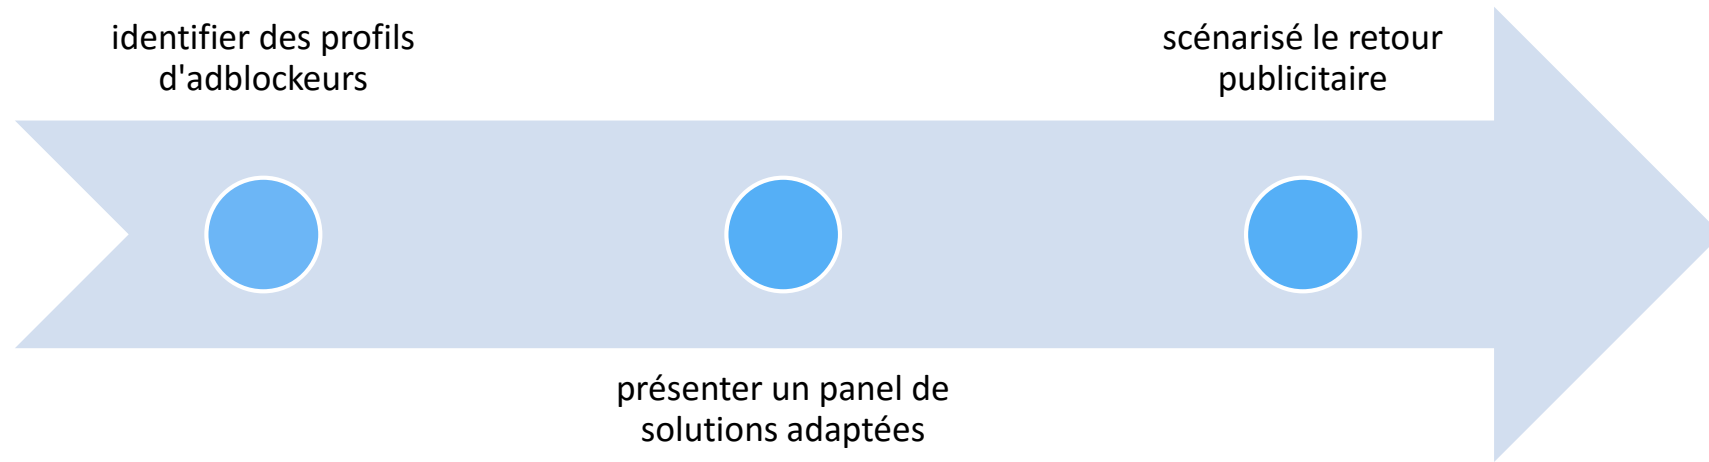 identifier des profils
d'adblockeurs
présenter un panel de
solutions adaptées
scénarisé le retour
publicitaire